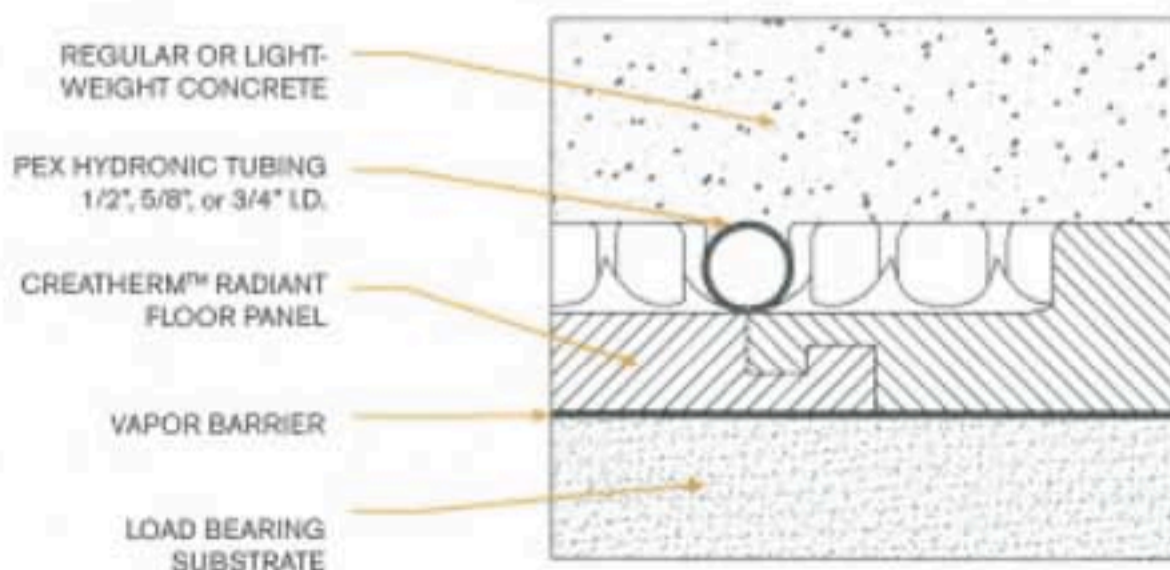 REGULAR OR LIGHT-
WEIGHT CONCRETE
PEX HYDRONIC TUBING
1/2", 5/8", or 3/4" I.D.
CREATHERM™ RADIANT
FLOOR PANEL
VAPOR BARRIER
LOAD BEARING
SUBSTRATE